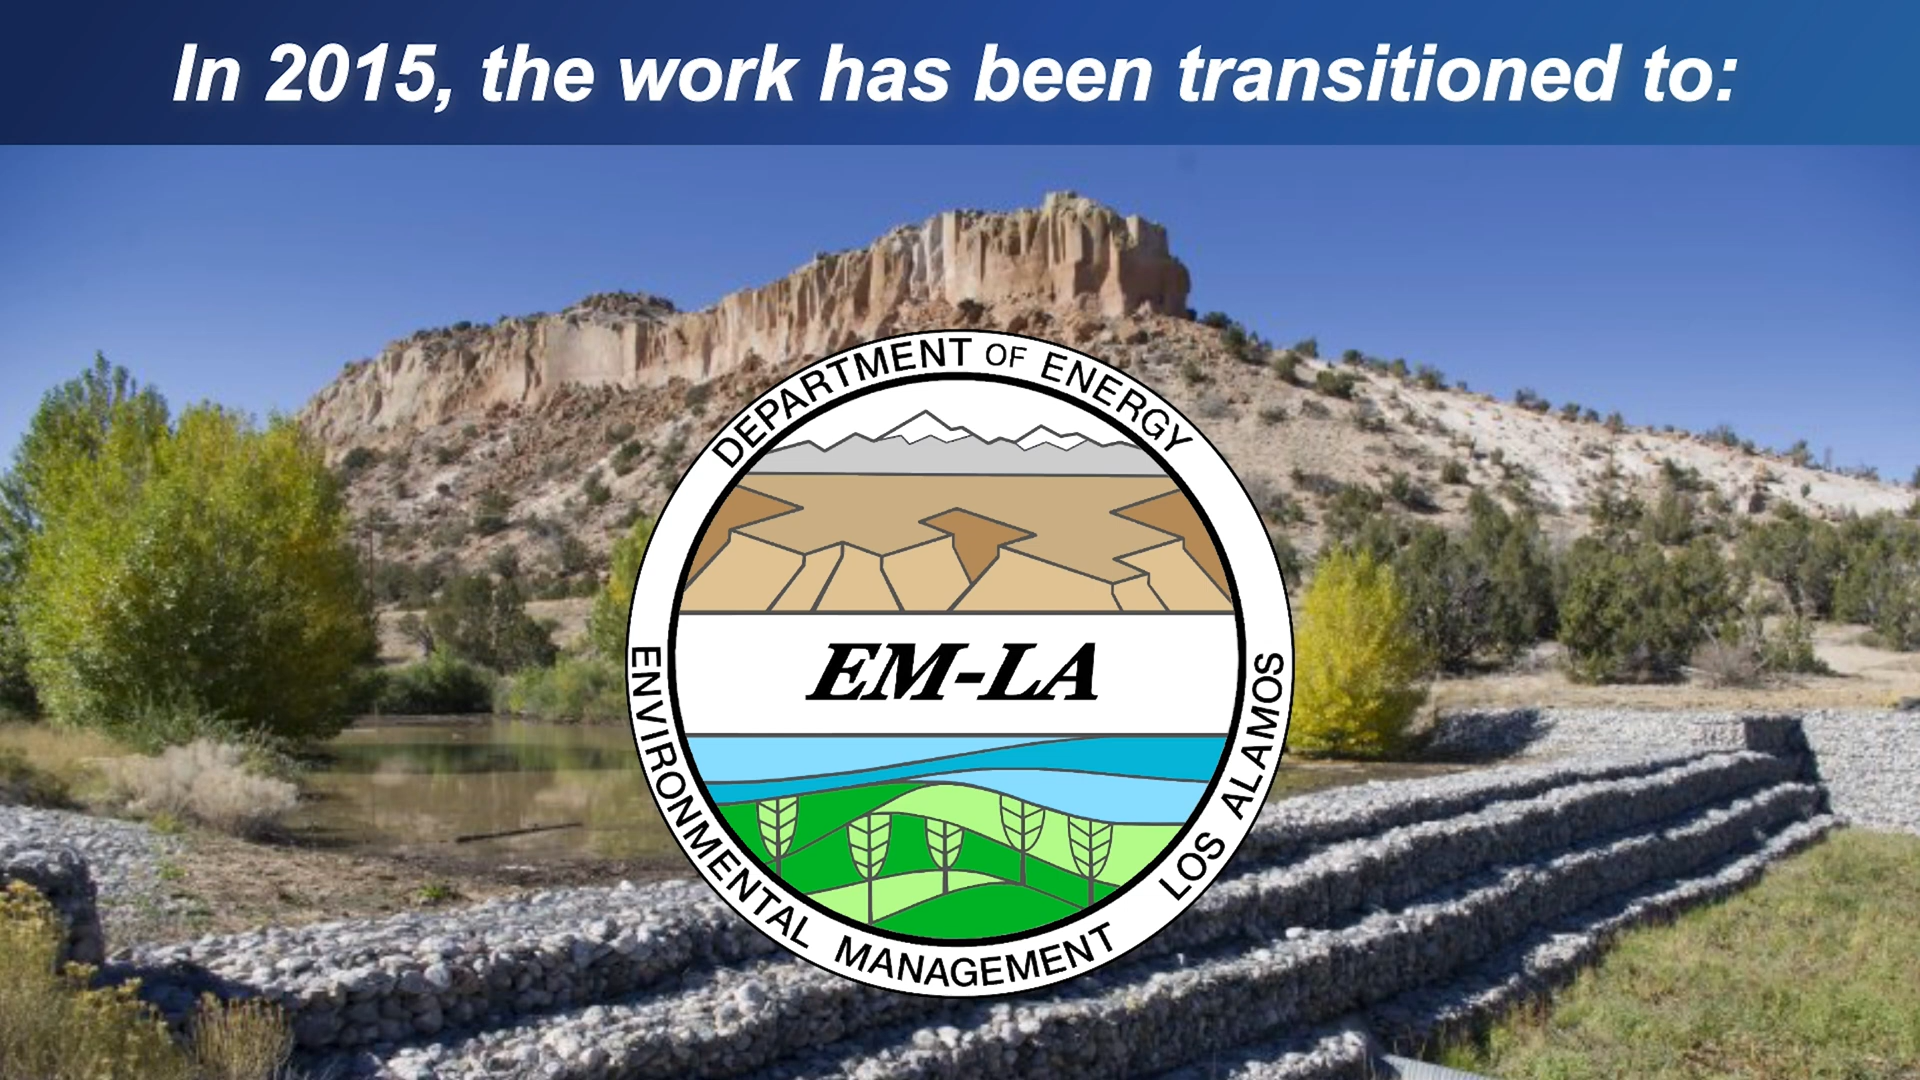 In 2015, the work has been transitioned to:
DEPARTMENT OF ENERGY
EM-LA
ENVIRONMENTAL MANAGEMENT LOS ALAMOS